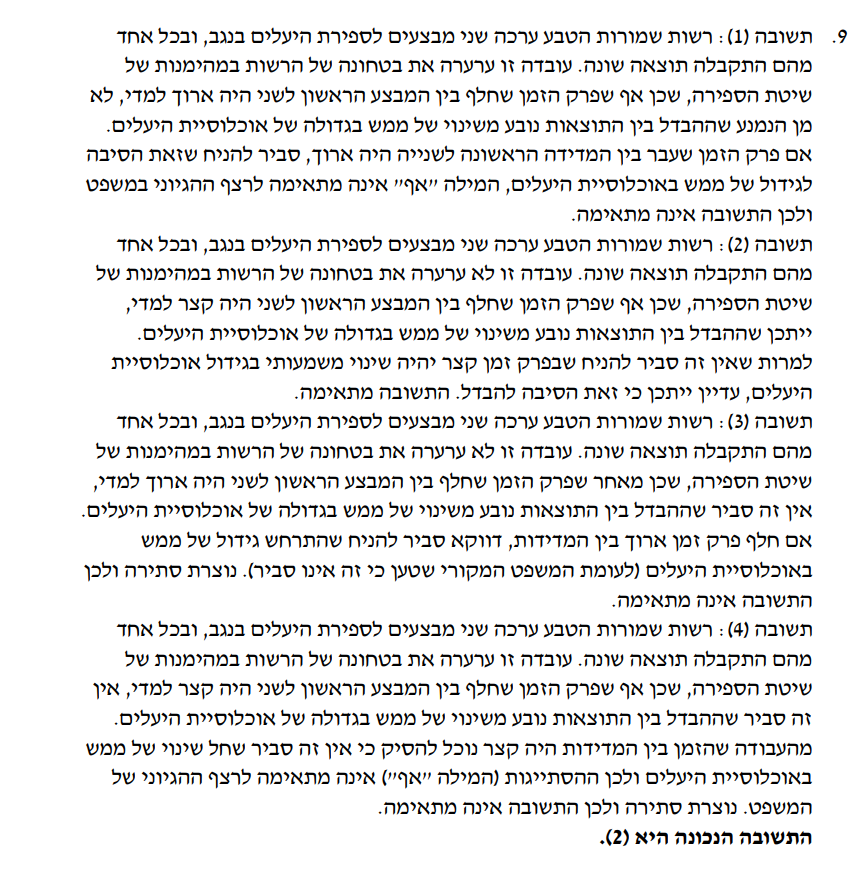 9. תשובה (1): רשות שמורות הטבע ערכה שני מבצעים לספירת היעלים בנגב, ובכל אחד
מהם התקבלה תוצאה שונה. עובדה זו ערערה את בטחונה של הרשות במהימנות של
שיטת הספירה, שכן אף שפרק הזמן שחלף בין המבצע הראשון לשני היה ארוך למדי, לא
מן הנמנע שההבדל בין התוצאות נובע משינוי של ממש בגדולה של אוכלוסיית היעלים.
אם פרק הזמן שעבר בין המדידה הראשונה לשנייה היה ארוך, סביר להניח שזאת הסיבה
לגידול של ממש באוכלוסיית היעלים, המילה "אף" אינה מתאימה לרצף ההגיוני במשפט
ולכן התשובה אינה מתאימה.
תשובה (2): רשות שמורות הטבע ערכה שני מבצעים לספירת היעלים בנגב, ובכל אחד
מהם התקבלה תוצאה שונה. עובדה זו לא ערערה את בטחונה של הרשות במהימנות של
שיטת הספירה, שכן אף שפרק הזמן שחלף בין המבצע הראשון לשני היה קצר למדי,
ייתכן שההבדל בין התוצאות נובע משינוי של ממש בגדולה של אוכלוסיית היעלים.
למרות שאין זה סביר להניח שבפרק זמן קצר יהיה שינוי משמעותי בגידול אוכלוסיית
היעלים, עדיין ייתכן כי זאת הסיבה להבדל. התשובה מתאימה.
תשובה (3): רשות שמורות הטבע ערכה שני מבצעים לספירת היעלים בנגב, ובכל אחד
מהם התקבלה תוצאה שונה. עובדה זו לא ערערה את בטחונה של הרשות במהימנות של
שיטת הספירה, שכן מאחר שפרק הזמן שחלף בין המבצע הראשון לשני היה ארוך למדי,
אין זה סביר שההבדל בין התוצאות נובע משינוי של ממש בגדולה של אוכלוסיית היעלים.
אם חלף פרק זמן ארוך בין המדידות, דווקא סביר להניח שהתרחש גידול של ממש
באוכלוסיית היעלים (לעומת המשפט המקורי שטען כי זה אינו סביר). נוצרת סתירה ולכן
התשובה אינה מתאימה.
תשובה (4): רשות שמורות הטבע ערכה שני מבצעים לספירת היעלים בנגב, ובכל אחד
מהם התקבלה תוצאה שונה. עובדה זו ערערה את בטחונה של הרשות במהימנות של
שיטת הספירה, שכן אף שפרק הזמן שחלף בין המבצע הראשון לשני היה קצר למדי, אין
זה סביר שההבדל בין התוצאות נובע משינוי של ממש בגדולה של אוכלוסיית היעלים.
מהעבודה שהזמן בין המדידות היה קצר נוכל להסיק כי אין זה סביר שחל שינוי של ממש
באוכלוסיית היעלים ולכן ההסתייגות (המילה "אף") אינה מתאימה לרצף ההגיוני של
המשפט. נוצרת סתירה ולכן התשובה אינה מתאימה.
התשובה הנכונה היא (2).